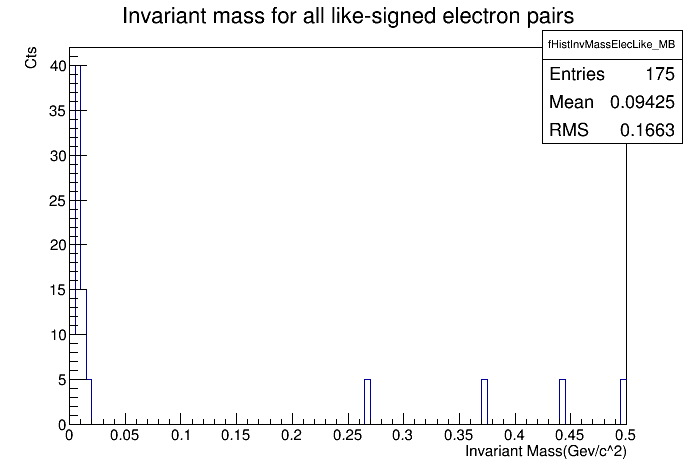 Invariant mass for all like-signed electron pairs
fHistInvMassElecLike_MB
Entries 175
Mean 0.09425
RMS 0.1663
Cts
40
35
30
25
20
15
10
5
0
0 0.05 0.1 0.15 0.2 0.25 0.3 0.35 0.4 0.45 0.5
Invariant Mass(Gev/c^2)